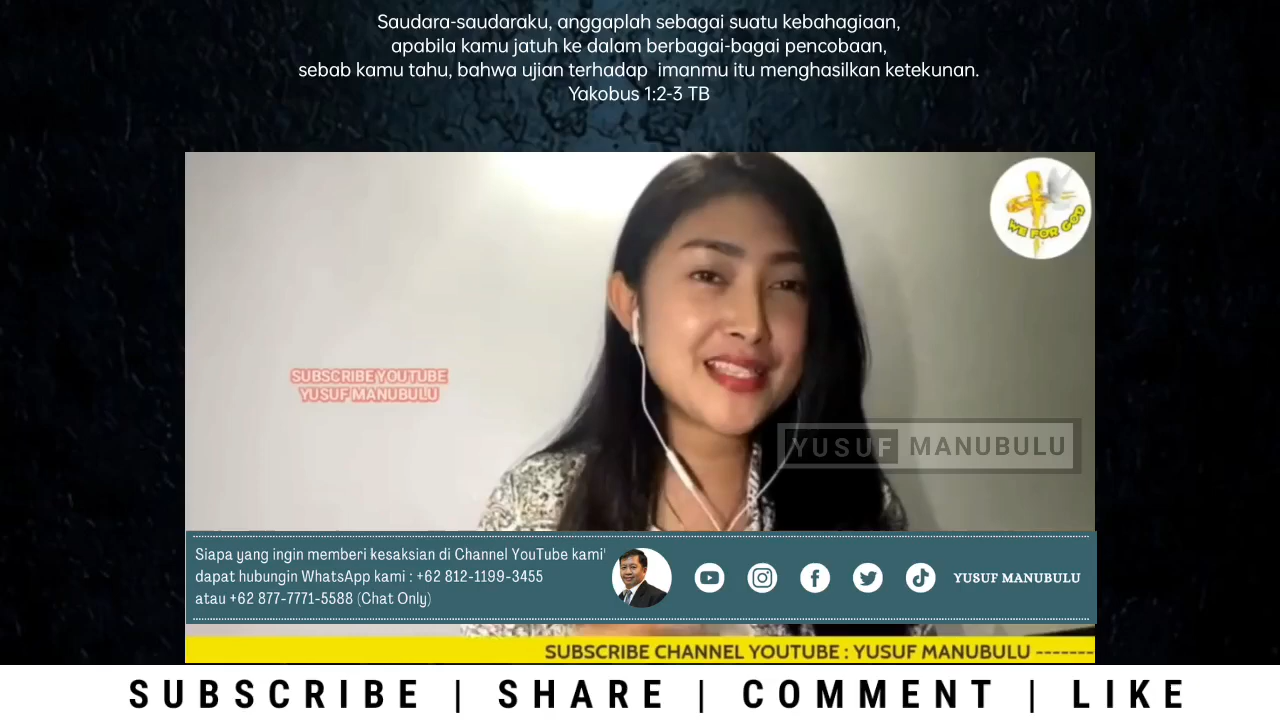 Saudara-saudaraku, anggaplah sebagai suatu kebahagiaan,
apabila kamu jatuh ke dalam berbagai-bagai pencobaan,
sebab kamu tahu, bahwa ujian terhadap imanmu itu menghasilkan ketekunan.
Yakobus 1:2-3 TB
WE FOR GOD
SUBSCRIBE YOUTUBE
YUSUF MANUBULU
YUSUF MANUBULU
Siapa yang ingin memberi kesaksian di Channel YouTube kami'
dapat hubungin WhatsApp kami : +62 812-1199-3455
atau +62 877-7771-5588 (Chat Only)
YUSUF MANUBULU
SUBSCRIBE CHANNEL YOUTUBE : YUSUF MANUBULU -------
SUBSCRIBE | SHARE | COMMENT | LIKE